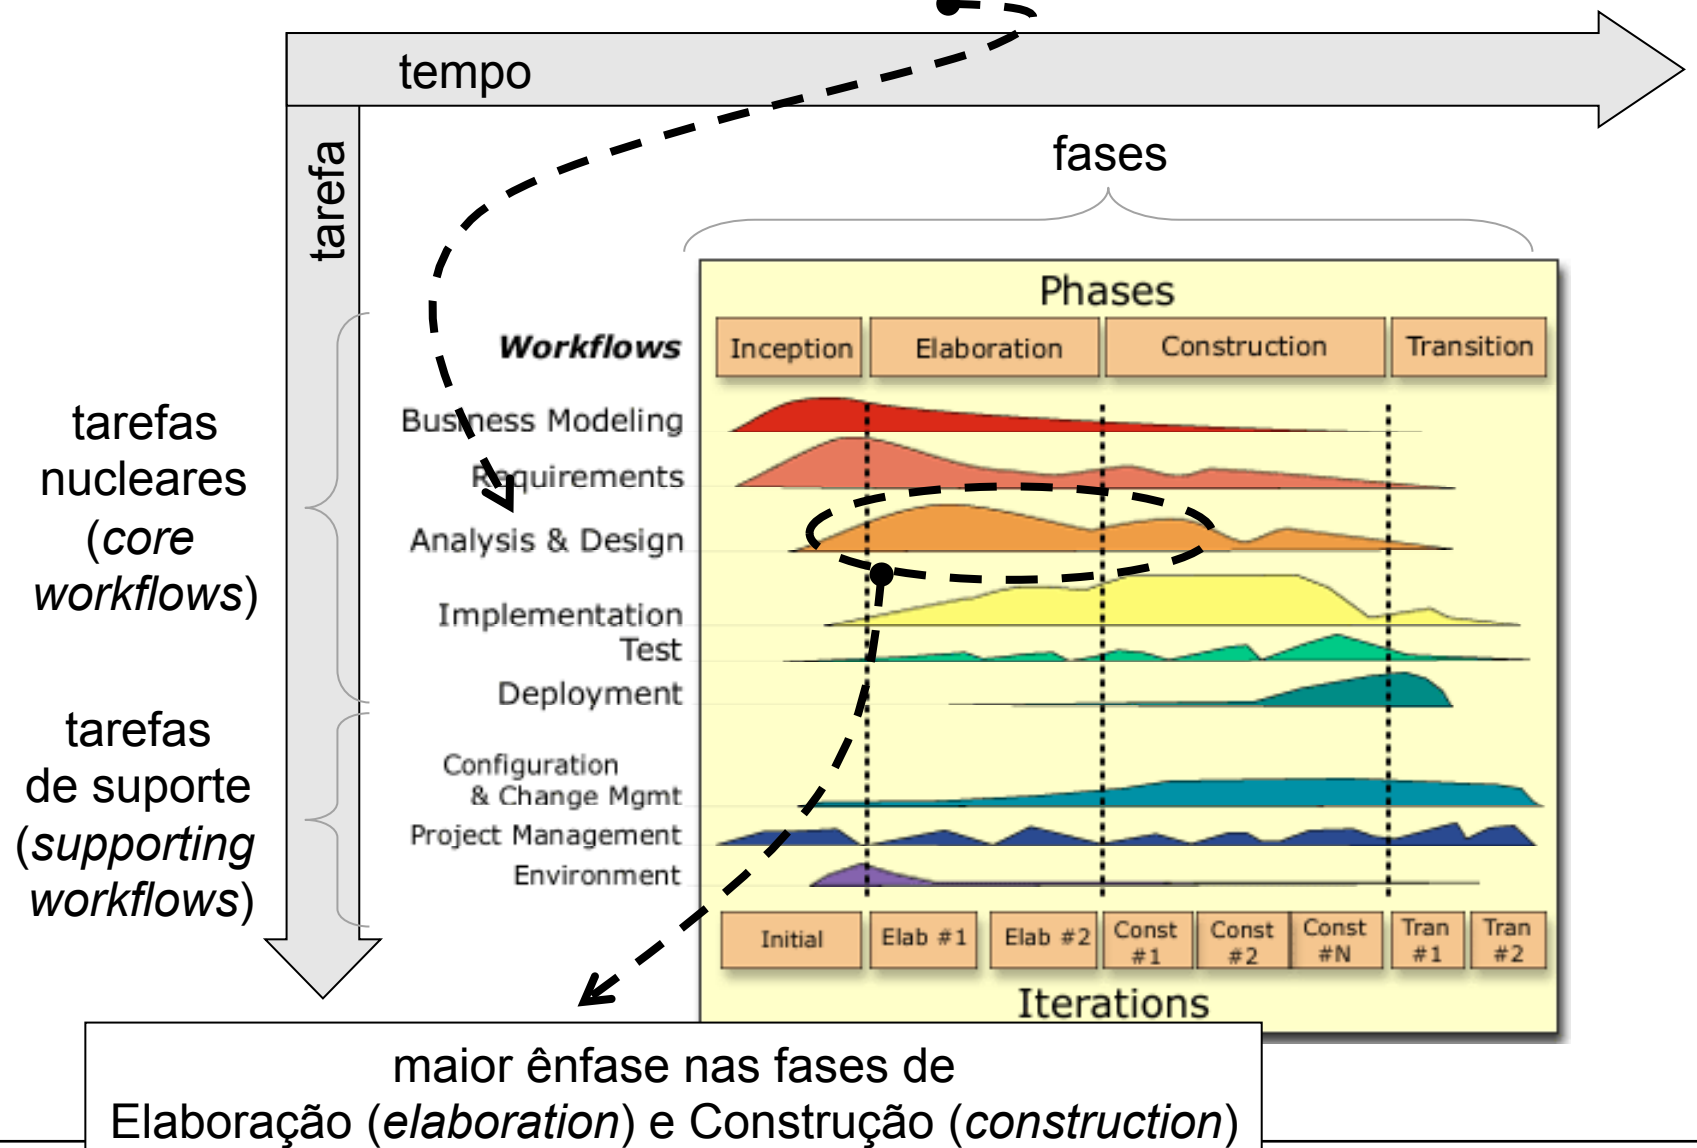 tempo
tarefa
fases
Phases
Workflows
Inception
Elaboration
Construction
Transition
tarefas
nucleares
(core
workflows)
Business Modeling
Requirements
Analysis & Design
Implementation
Test
Deployment
tarefas
de suporte
(supporting
workflows)
Configuration
& Change Mgmt
Project Management
Environment
Initial
Elab #1
Elab #2
Const
#1
Const
#2
Const
#N
Tran
#1
Tran
#2
Iterations
maior ênfase nas fases de
Elaboração (elaboration) e Construção (construction)